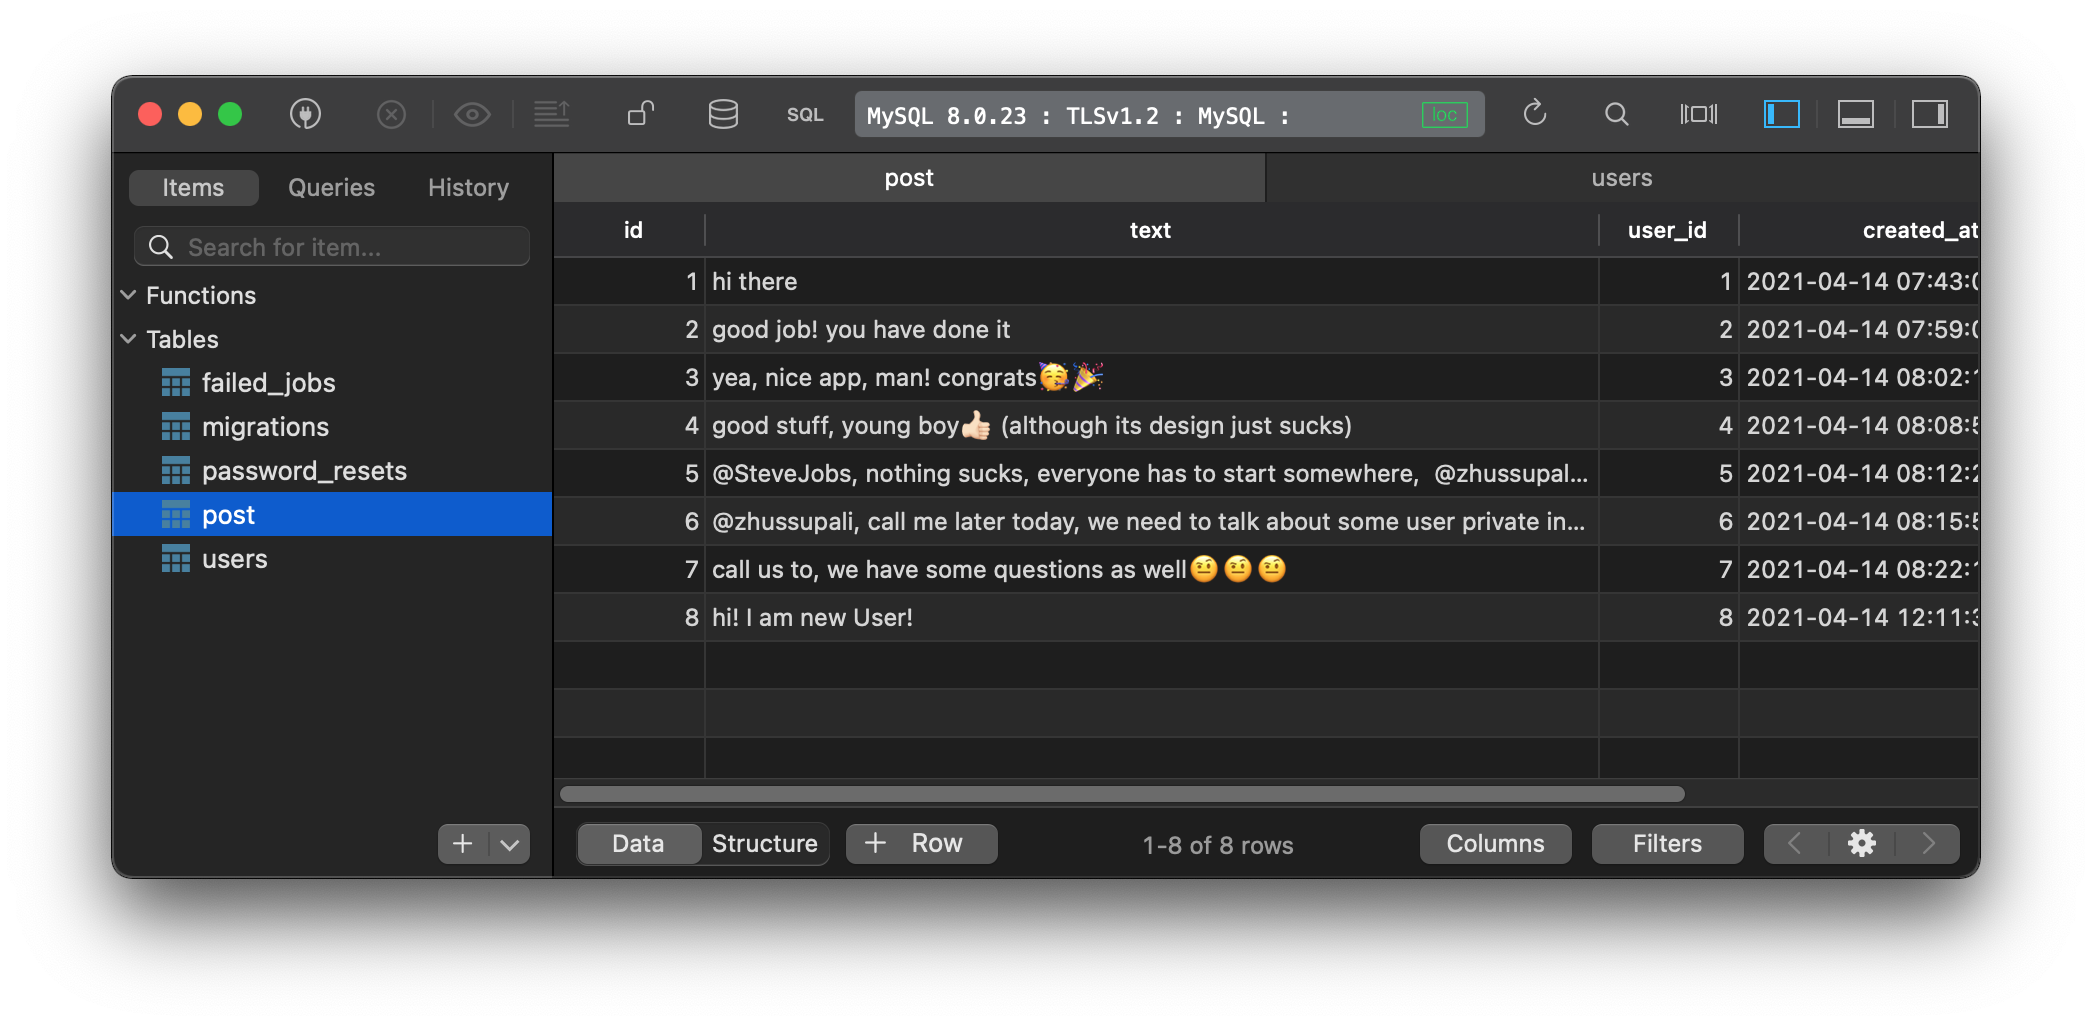 SQL
MySQL 8.0.23 : TLSv1.2 : MySQL :
loc
Items
Queries
History
post
users
Search for item...
id
text
user_id
created_at
Functions
Tables
failed_jobs
migrations
password_resets
post
users
1 hi there 1 2021-04-14 07:43:0
2 good job! you have done it 2 2021-04-14 07:59:0
3 yea, nice app, man! congrats🥳🎉 3 2021-04-14 08:02:1
4 good stuff, young boy👍🏻 (although its design just sucks) 4 2021-04-14 08:08:5
5 @SteveJobs, nothing sucks, everyone has to start somewhere,  @zhussupal... 5 2021-04-14 08:12:2
6 @zhussupali, call me later today, we need to talk about some user private in... 6 2021-04-14 08:15:5
7 call us to, we have some questions as well🤨🤨🤨 7 2021-04-14 08:22:1
8 hi! I am new User! 8 2021-04-14 12:11:3
Data
Structure
+ Row
1-8 of 8 rows
Columns
Filters